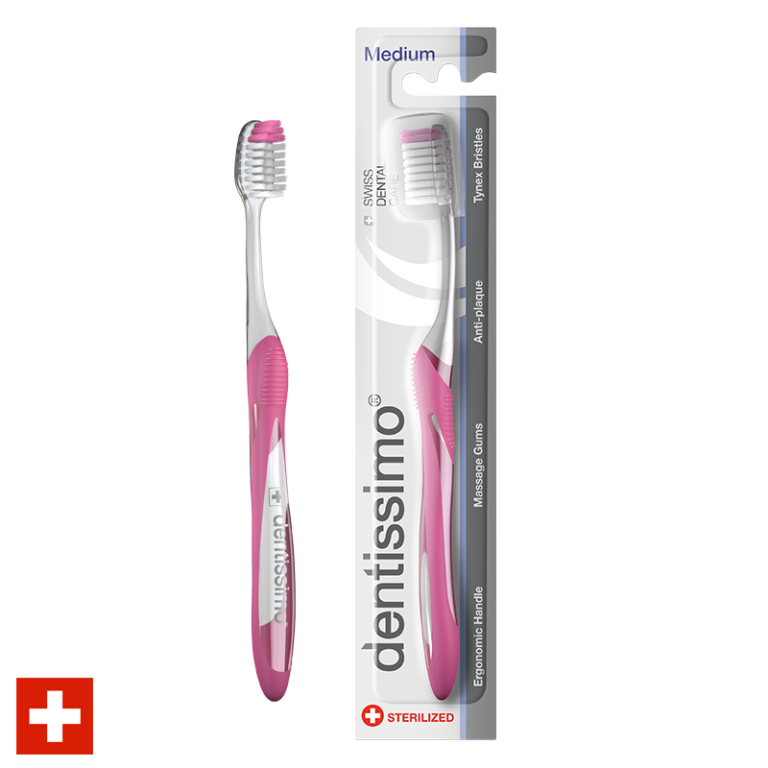 Medium
SWISS
DENTAL
CARE
Tynex Bristles
Anti-plaque
Massage Gums
Ergonomic Handle
dentissimo®
STERILIZED
dentissimo